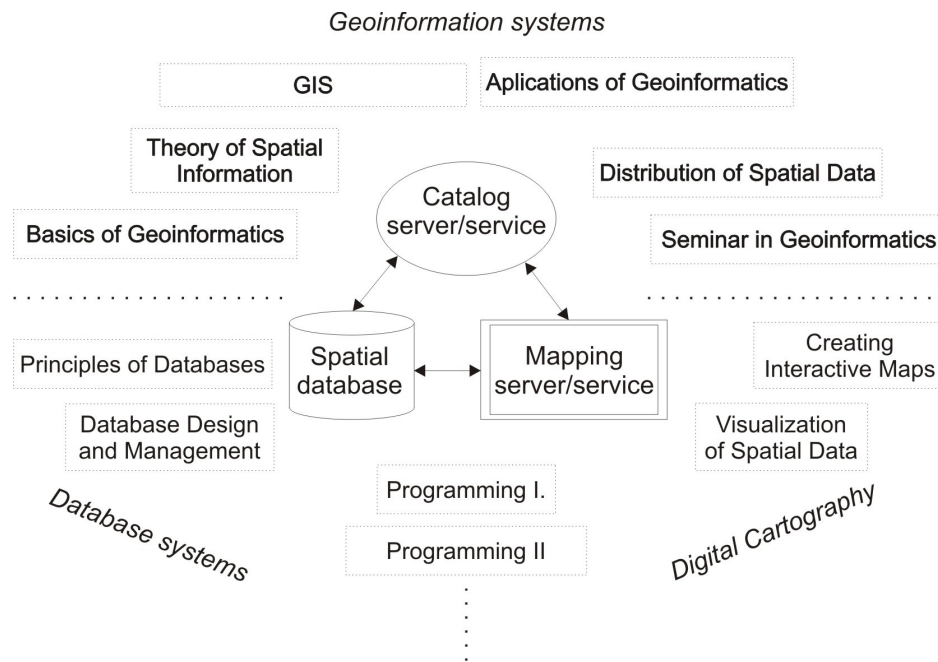 Geoinformation systems
GIS
Aplications of Geoinformatics
Theory of Spatial
Information
Distribution of Spatial Data
Catalog
server/service
Basics of Geoinformatics
Seminar in Geoinformatics
Principles of Databases
Spatial
database
Mapping
server/service
Creating
Interactive Maps
Database Design
and Management
Visualization
of Spatial Data
Programming I.
Programming II
Database systems
Digital Cartography